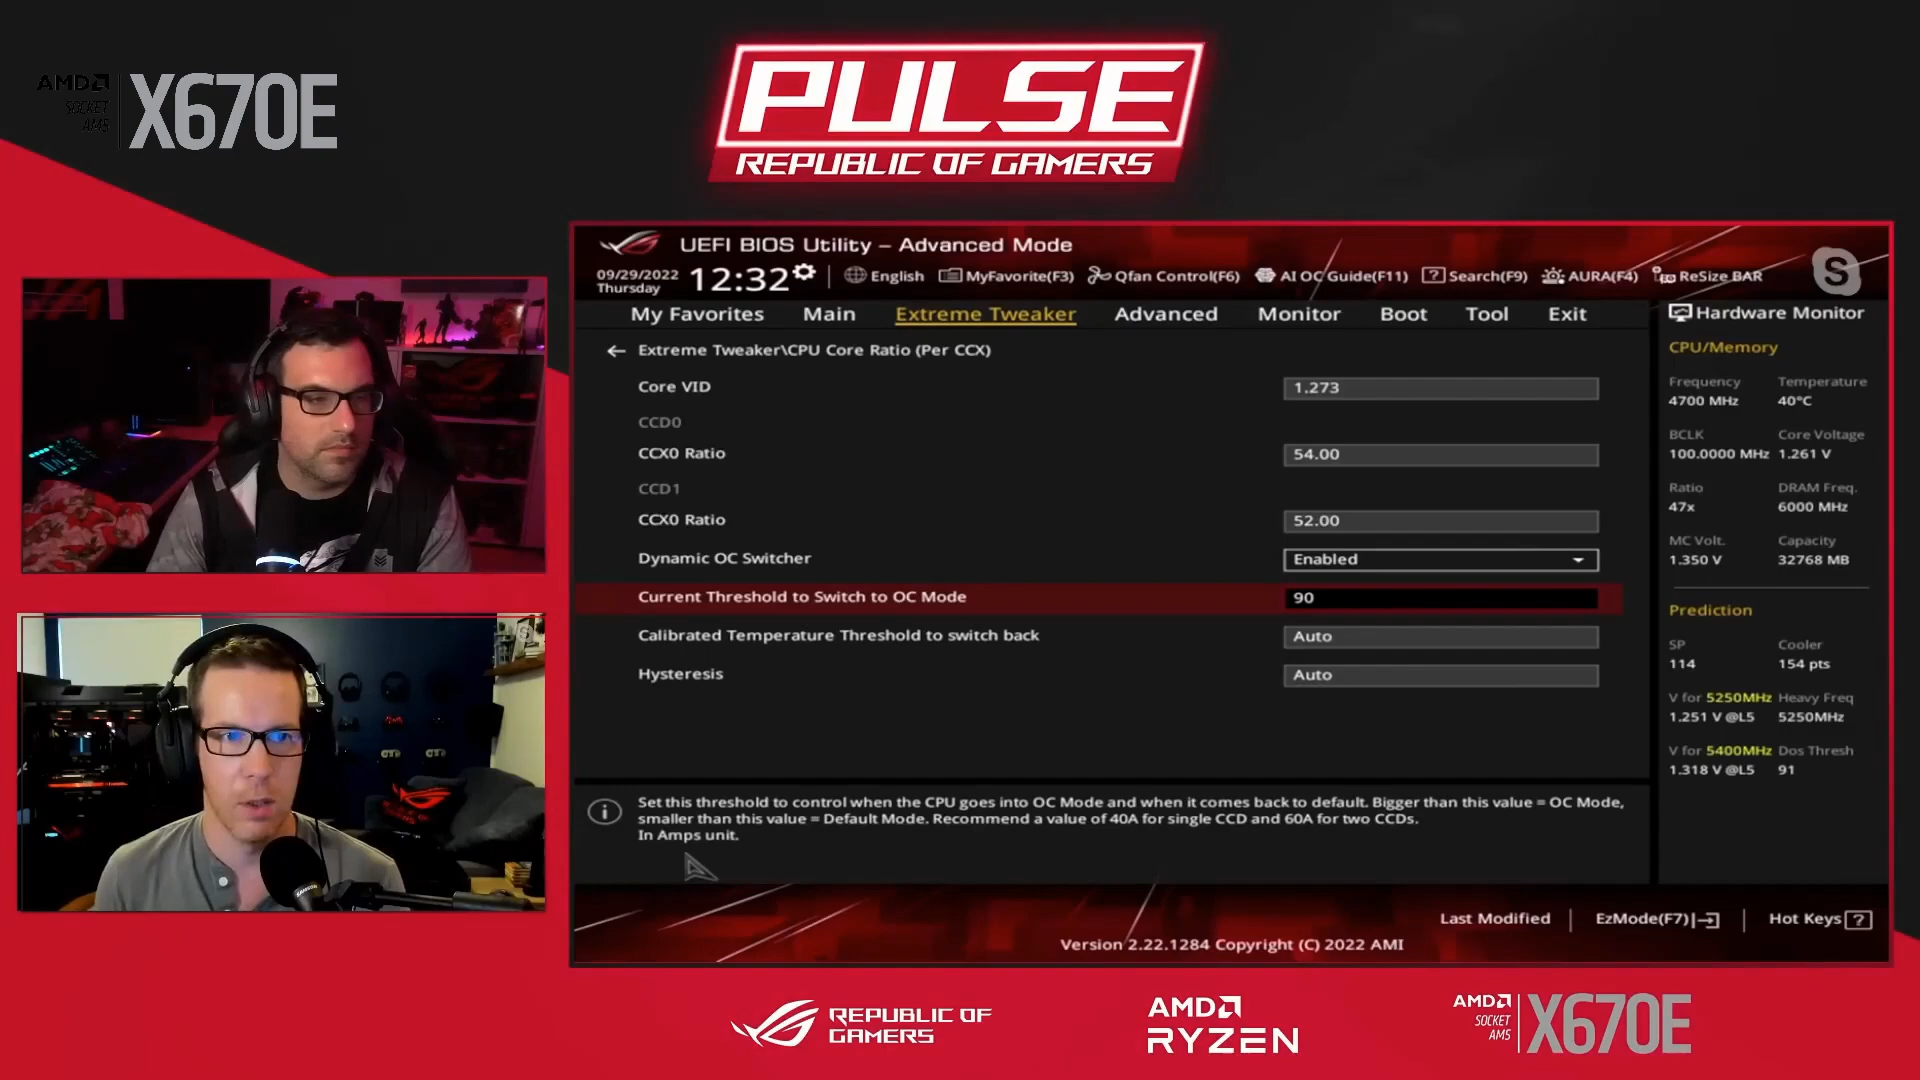 AMD
SOCKET
AM5
X670E
PULSE
REPUBLIC OF GAMERS
UEFI BIOS Utility – Advanced Mode
09/29/2022
Thursday
12:32
English
MyFavorite(F3)
Qfan Control(F6)
AI OC Guide(F11)
? Search(F9)
AURA(F4)
ReSize BAR
S
My Favorites
Main
Extreme Tweaker
Advanced
Monitor
Boot
Tool
Exit
Hardware Monitor
← Extreme Tweaker\CPU Core Ratio (Per CCX)
Core VID 1.273
CCD0
CCX0 Ratio 54.00
CCD1
CCX0 Ratio 52.00
Dynamic OC Switcher Enabled
Current Threshold to Switch to OC Mode 90
Calibrated Temperature Threshold to switch back Auto
Hysteresis Auto
CPU/Memory
Frequency Temperature
4700 MHz 40°C
BCLK Core Voltage
100.0000 MHz 1.261 V
Ratio DRAM Freq.
47x 6000 MHz
MC Volt. Capacity
1.350 V 32768 MB
Prediction
SP Cooler
114 154 pts
V for 5250MHz Heavy Freq
1.251 V @L5 5250MHz
V for 5400MHz Dos Thresh
1.318 V @L5 91
i
Set this threshold to control when the CPU goes into OC Mode and when it comes back to default. Bigger than this value = OC Mode,
smaller than this value = Default Mode. Recommend a value of 40A for single CCD and 60A for two CCDs.
In Amps unit.
Last Modified
EzMode(F7)
Hot Keys ?
Version 2.22.1284 Copyright (C) 2022 AMI
SAMSON
REPUBLIC OF
GAMERS
AMD
RYZEN
AMD
SOCKET
AM5
X670E